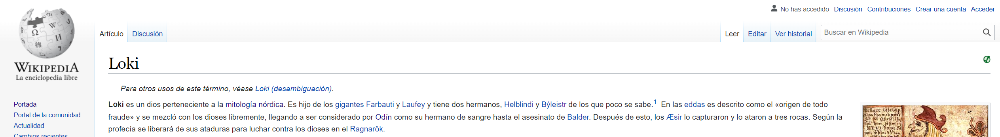 No has accedido Discusión Contribuciones Crear una cuenta Acceder
Artículo Discusión Leer Editar Ver historial Buscar en Wikipedia
WIKIPEDIA
La enciclopedia libre
Portada
Portal de la comunidad
Actualidad
Cambios recientes
Loki
Para otros usos de este término, véase Loki (desambiguación).
Loki es un dios perteneciente a la mitología nórdica. Es hijo de los gigantes Farbauti y Laufey y tiene dos hermanos, Helblindi y Býleistr de los que poco se sabe.1 En las eddas es descrito como el «origen de todo
fraude» y se mezcló con los dioses libremente, llegando a ser considerado por Odín como su hermano de sangre hasta el asesinato de Balder. Después de esto, los Æsir lo capturaron y lo ataron a tres rocas. Según la
profecía se liberará de sus ataduras para luchar contra los dioses en el Ragnarök.